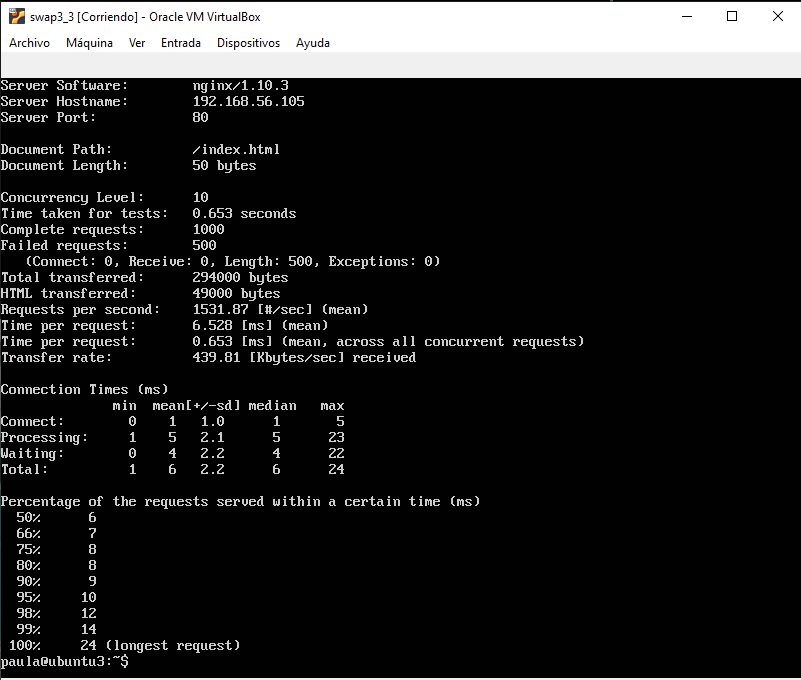 swap3_3 [Corriendo] - Oracle VM VirtualBox
Archivo Máquina Ver Entrada Dispositivos Ayuda
Server Software: nginx/1.10.3
Server Hostname: 192.168.56.105
Server Port: 80
Document Path: /index.html
Document Length: 50 bytes
Concurrency Level: 10
Time taken for tests: 0.653 seconds
Complete requests: 1000
Failed requests: 500
(Connect: 0, Receive: 0, Length: 500, Exceptions: 0)
Total transferred: 294000 bytes
HTML transferred: 49000 bytes
Requests per second: 1531.87 [#/sec] (mean)
Time per request: 6.528 [ms] (mean)
Time per request: 0.653 [ms] (mean, across all concurrent requests)
Transfer rate: 439.81 [Kbytes/sec] received
Connection Times (ms)
min mean[+/-sd] median max
Connect: 0 1 1.0 1 5
Processing: 1 5 2.1 5 23
Waiting: 0 4 2.2 4 22
Total: 1 6 2.2 6 24
Percentage of the requests served within a certain time (ms)
50% 6
66% 7
75% 8
80% 8
90% 9
95% 10
98% 12
99% 14
100% 24 (longest request)
paula@ubuntu3:~$